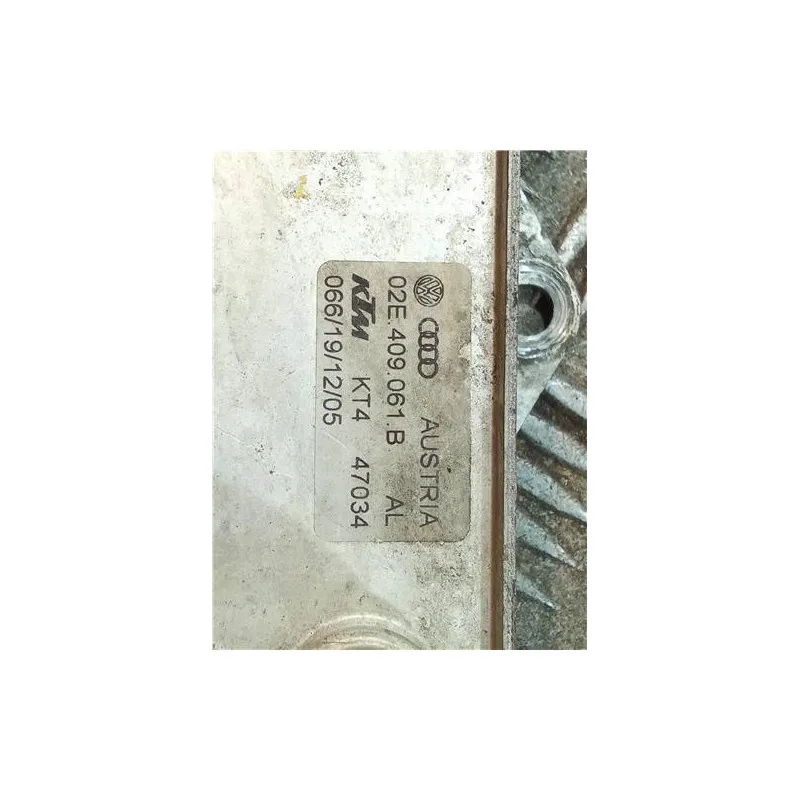 AUSTRIA
02E.409.061.B AL
KTM KT4 47034
066/19/12/05